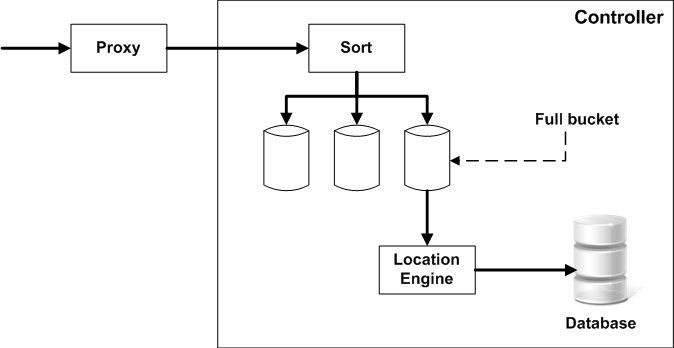 Controller
Proxy
Sort
Full bucket
Location
Engine
Database